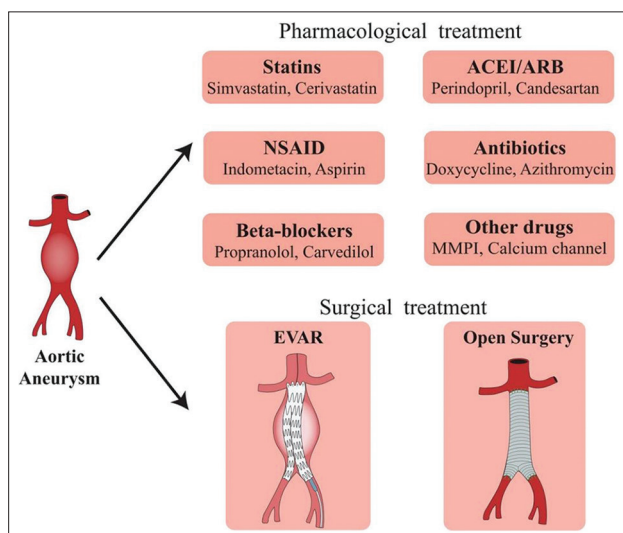 Pharmacological treatment
Statins
Simvastatin, Cerivastatin
ACEI/ARB
Perindopril, Candesartan
NSAID
Indometacin, Aspirin
Antibiotics
Doxycycline, Azithromycin
Beta-blockers
Propranolol, Carvedilol
Other drugs
MMPI, Calcium channel
Aortic
Aneurysm
Surgical treatment
EVAR
Open Surgery